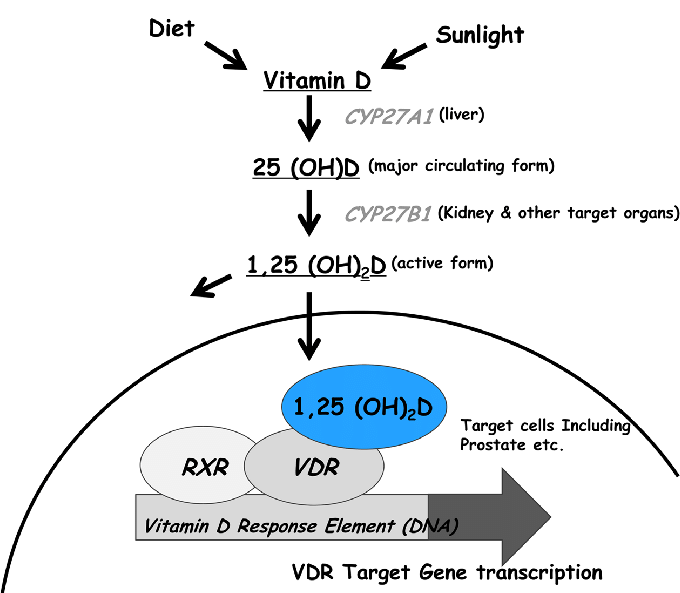 Diet
Sunlight
Vitamin D
CYP27A1 (liver)
25 (OH)D (major circulating form)
CYP27B1 (Kidney & other target organs)
1,25 (OH)₂D (active form)
1,25 (OH)₂D
Target cells Including
Prostate etc.
RXR
VDR
Vitamin D Response Element (DNA)
VDR Target Gene transcription